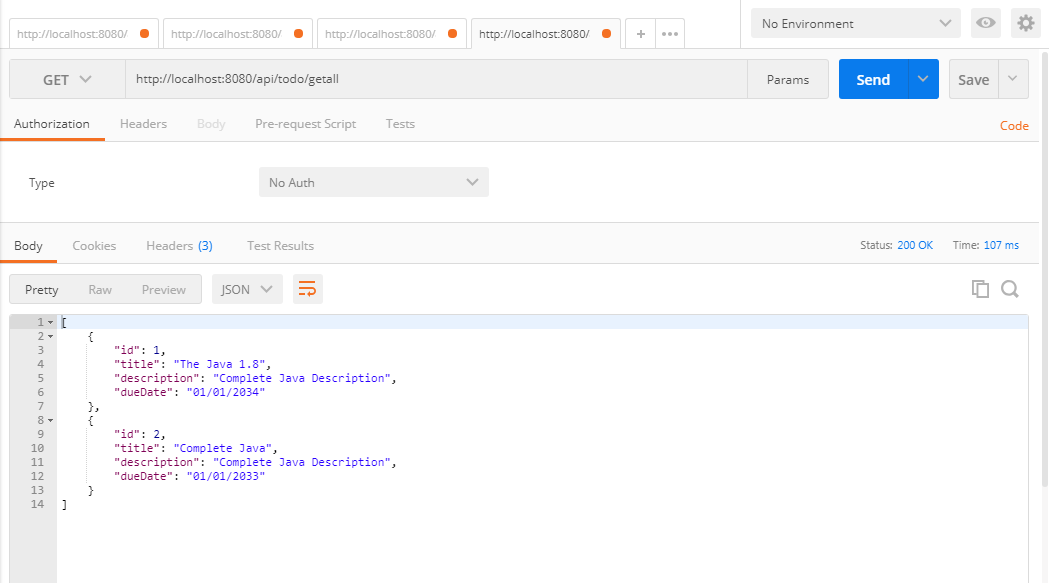 http://localhost:8080/ http://localhost:8080/ http://localhost:8080/ http://localhost:8080/ + ••• No Environment
GET http://localhost:8080/api/todo/getall Params Send Save
Authorization Headers Body Pre-request Script Tests Code
Type No Auth
Body Cookies Headers (3) Test Results Status: 200 OK Time: 107 ms
Pretty Raw Preview JSON
1 [
2 {
3 "id": 1,
4 "title": "The Java 1.8",
5 "description": "Complete Java Description",
6 "dueDate": "01/01/2034"
7 },
8 {
9 "id": 2,
10 "title": "Complete Java",
11 "description": "Complete Java Description",
12 "dueDate": "01/01/2033"
13 }
14 ]